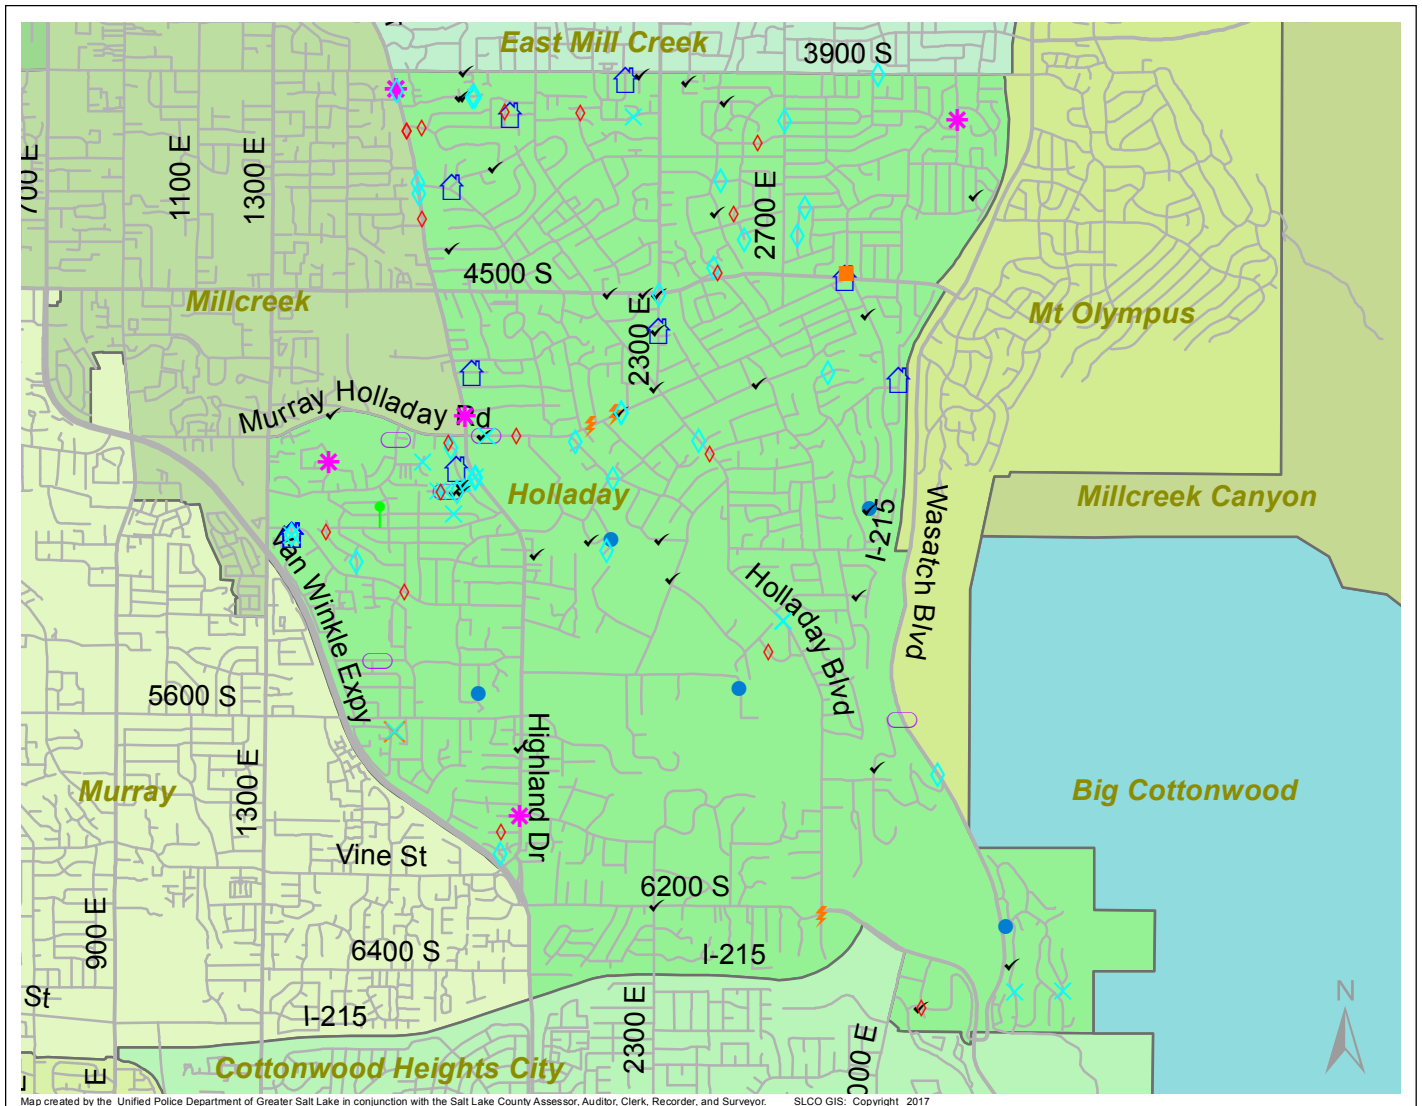 East Mill Creek
3900 S
700 E
1100 E
1300 E
2700 E
4500 S
Millcreek
2300 E
Mt Olympus
Murray Holladay Rd
Holladay
I-215
Wasatch Blvd
Millcreek Canyon
Van Winkle Expy
Holladay Blvd
5600 S
Highland Dr
Murray
1300 E
Big Cottonwood
Vine St
6200 S
900 E
6400 S
I-215
St
I-215
2300 E
N
Cottonwood Heights City
E
000 E
Map created by the Unified Police Department of Greater Salt Lake in conjunction with the Salt Lake County Assessor, Auditor, Clerk, Recorder, and Surveyor. SLCO GIS: Copyright 2017